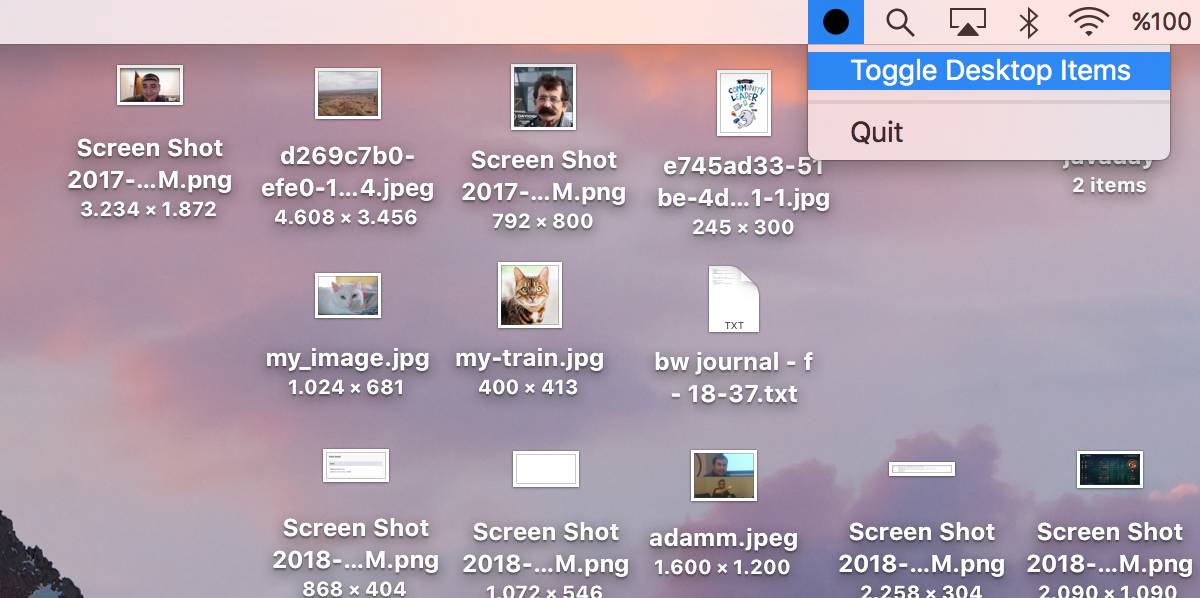 %100
Toggle Desktop Items
Quit
Screen Shot
2017-...M.png
3.234 × 1.872
d269c7b0-
efe0-1...4.jpeg
4.608 × 3.456
Screen Shot
2017-...M.png
792 × 800
COMMUNITY
LEADER
e745ad33-51
be-4d...1-1.jpg
245 × 300
javaday
2 items
my_image.jpg
1.024 × 681
my-train.jpg
400 × 413
TXT
bw journal - f
- 18-37.txt
Screen Shot
2018-...M.png
868 × 404
Screen Shot
2018-...M.png
1.072 × 546
adamm.jpeg
1.600 × 1.200
Screen Shot
2018-...M.png
2.258 × 304
Screen Shot
2018-...M.png
2.090 × 1.090